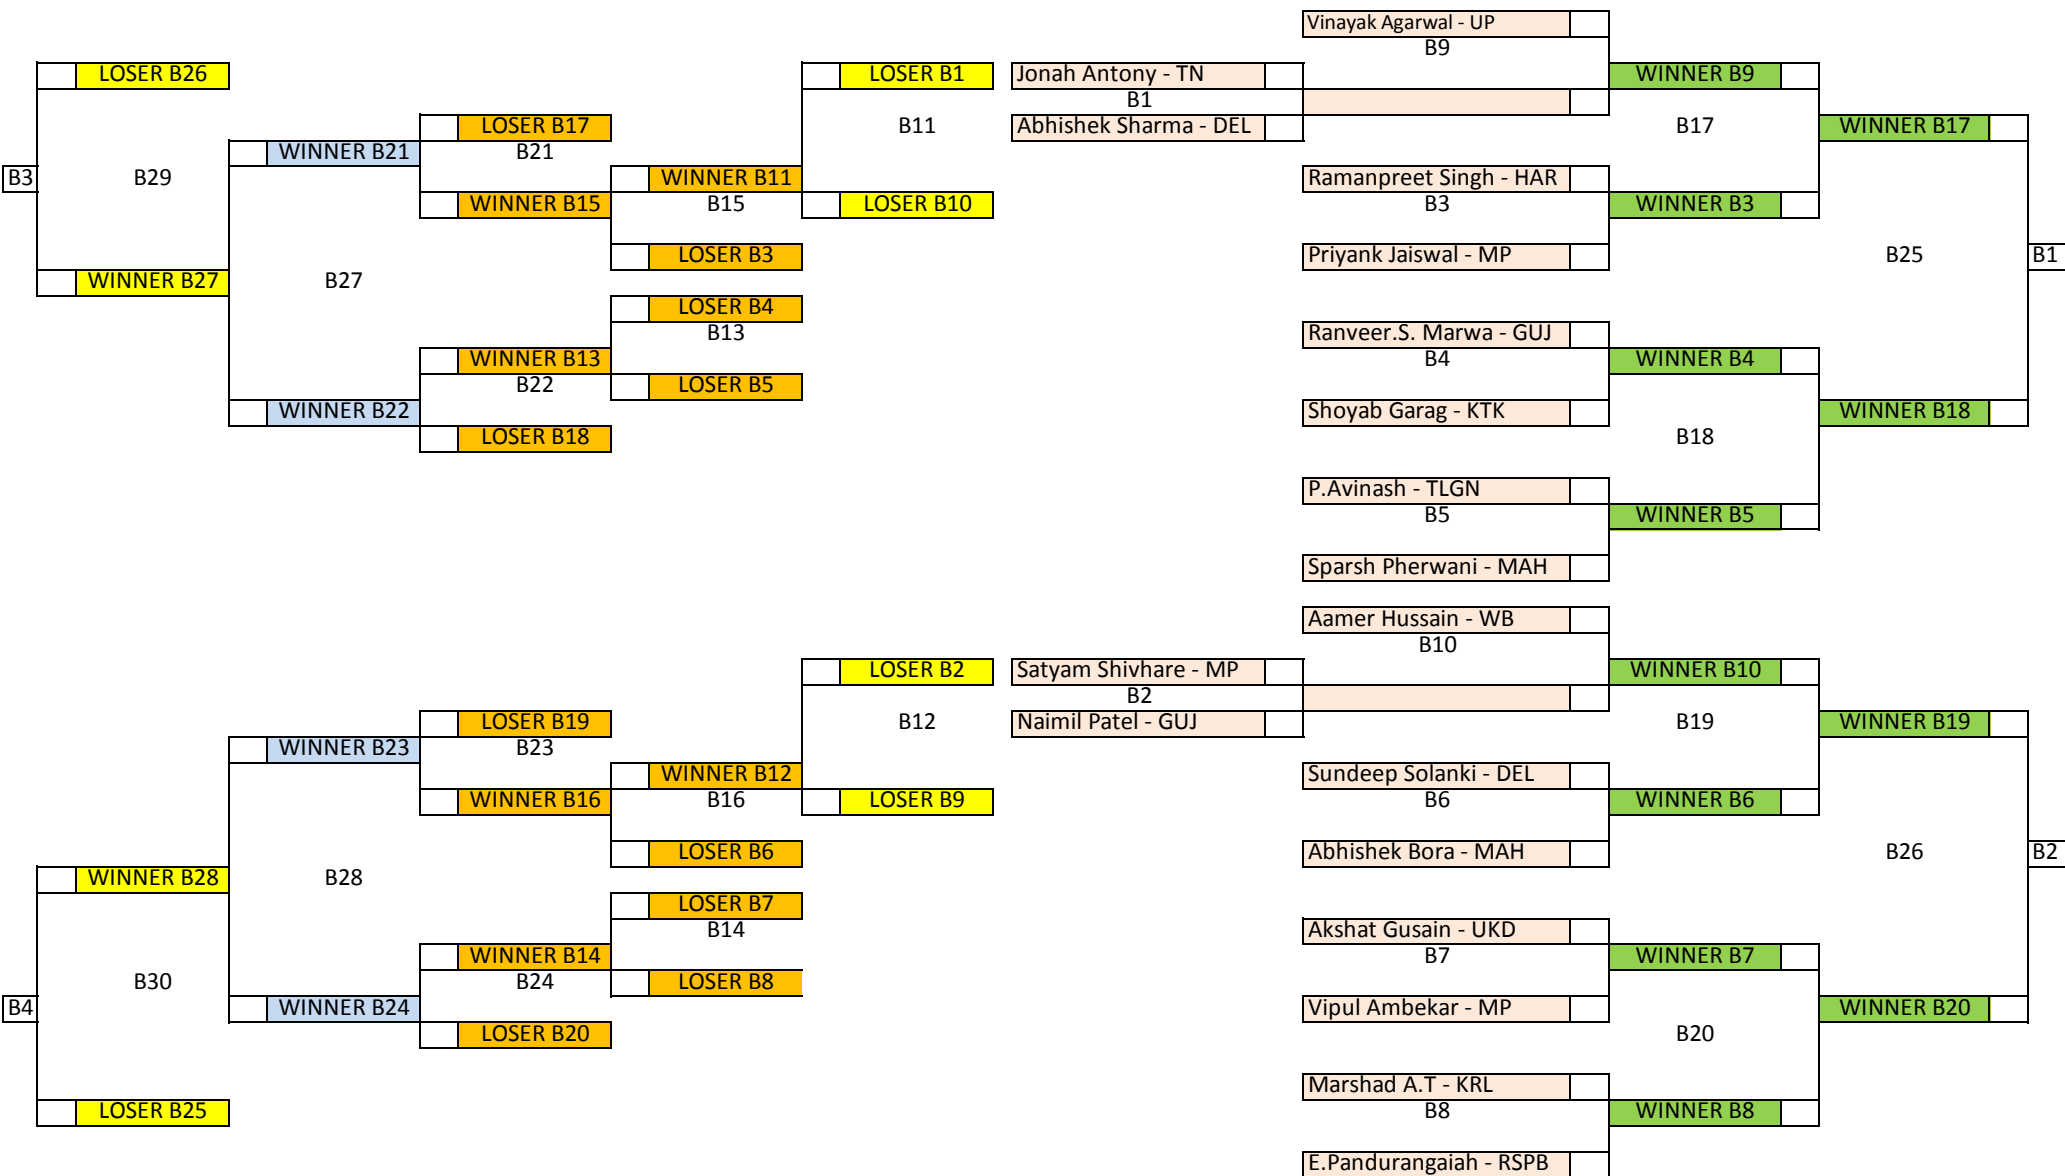 Vinayak Agarwal - UP
B9
LOSER B26 LOSER B1 Jonah Antony - TN WINNER B9
B1
LOSER B17 B11 Abhishek Sharma - DEL B17 WINNER B17
WINNER B21 B21
B3 B29 WINNER B11 Ramanpreet Singh - HAR
WINNER B15 B15 LOSER B10 B3 WINNER B3
LOSER B3 Priyank Jaiswal - MP B25 B1
WINNER B27 B27
LOSER B4
B13 Ranveer.S. Marwa - GUJ
WINNER B13 B4 WINNER B4
B22 LOSER B5
WINNER B22 Shoyab Garag - KTK WINNER B18
LOSER B18 B18
P.Avinash - TLGN
B5 WINNER B5
Sparsh Pherwani - MAH
Aamer Hussain - WB
B10
LOSER B2 Satyam Shivhare - MP WINNER B10
B2
LOSER B19 B12 Naimil Patel - GUJ B19 WINNER B19
WINNER B23 B23
WINNER B12 Sundeep Solanki - DEL
WINNER B16 B16 LOSER B9 B6 WINNER B6
LOSER B6 Abhishek Bora - MAH B26 B2
WINNER B28 B28
LOSER B7
B14 Akshat Gusain - UKD
WINNER B14 B7 WINNER B7
B30 B24 LOSER B8
B4 WINNER B24 Vipul Ambekar - MP WINNER B20
LOSER B20 B20
Marshad A.T - KRL
LOSER B25 B8 WINNER B8
E.Pandurangaiah - RSPB